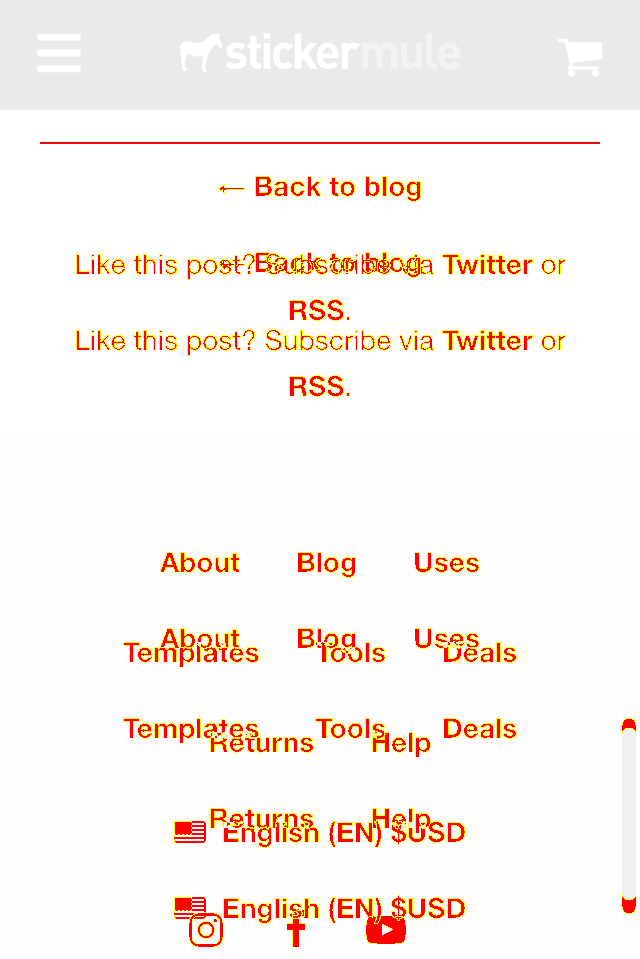 stickermule
← Back to blog
← Back to blog
Like this post? Subscribe via Twitter or
RSS.
Like this post? Subscribe via Twitter or
RSS.
About Blog Uses
About Blog Uses
Templates Tools Deals
Templates Tools Deals
Returns Help
Returns Help
English (EN) $USD
English (EN) $USD